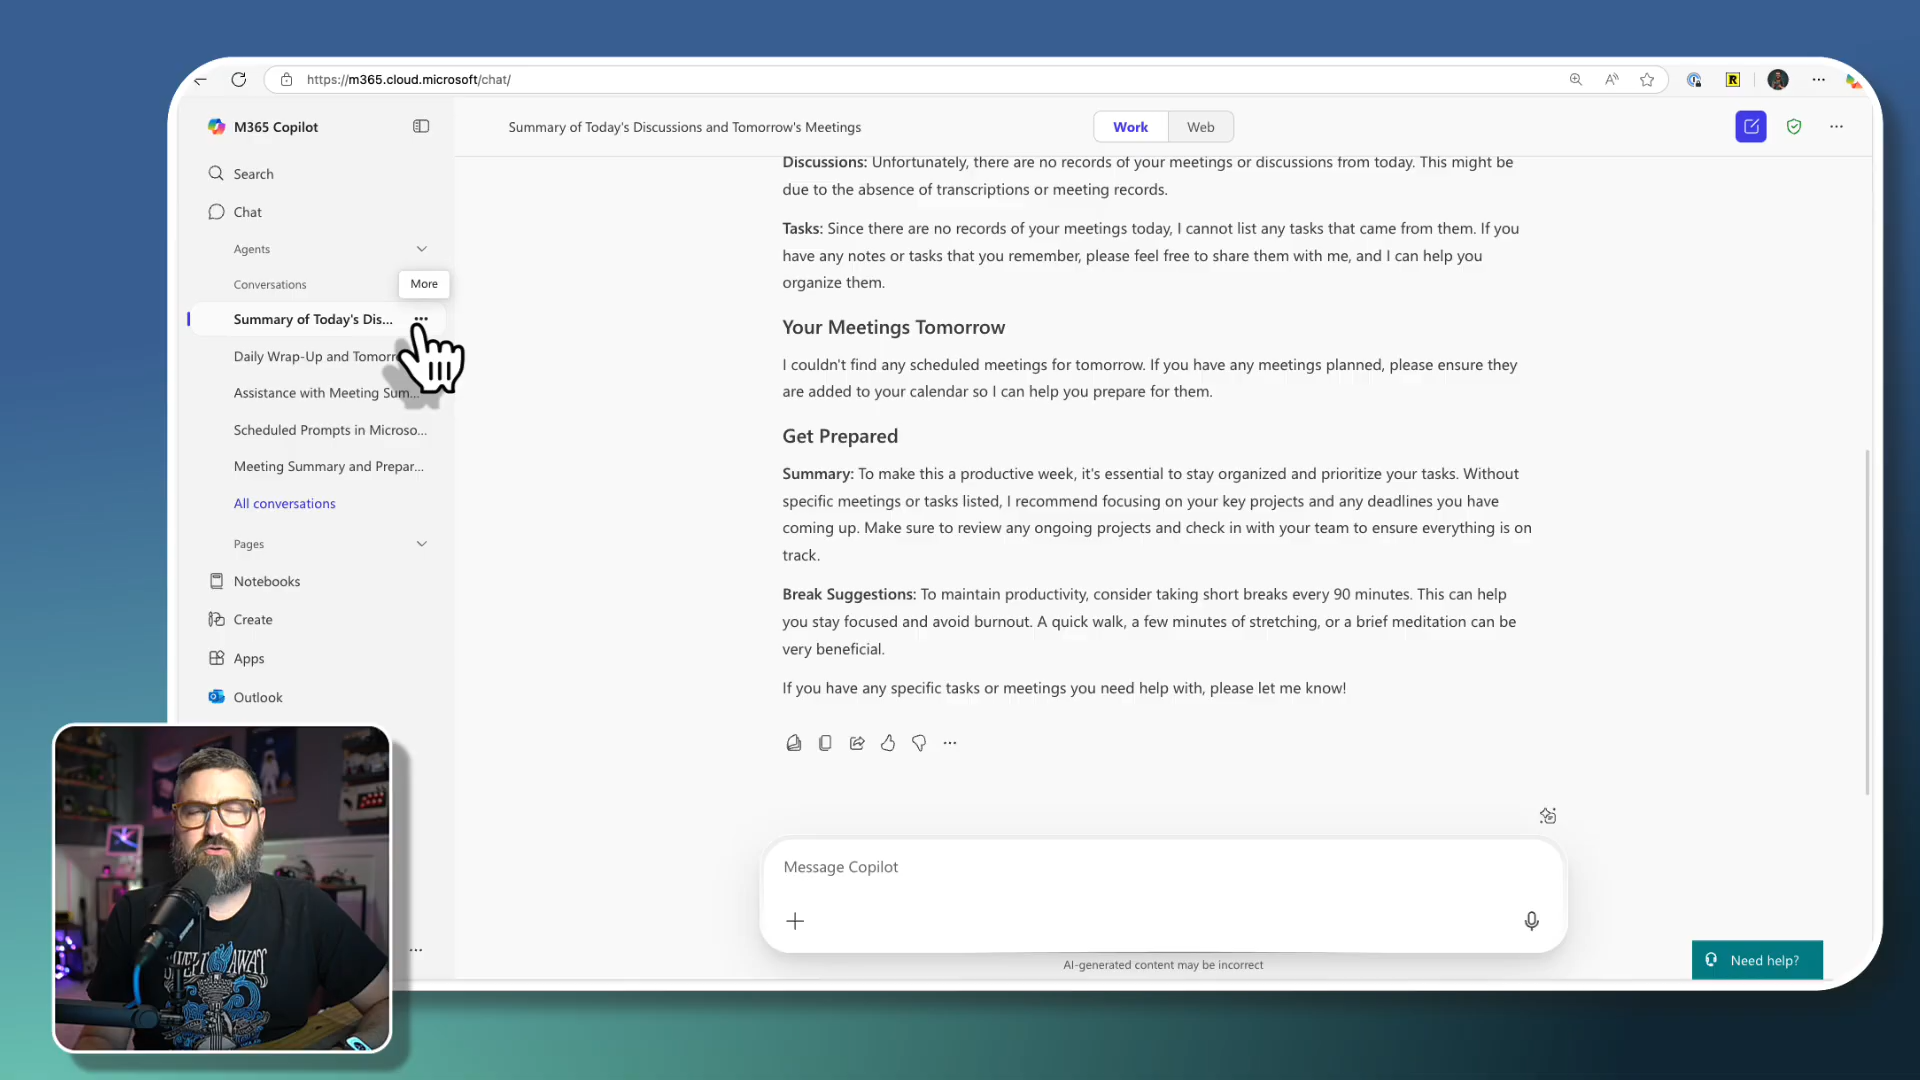 https://m365.cloud.microsoft/chat/
M365 Copilot
Search
Chat
Agents
Conversations
More
Summary of Today's Dis...
Daily Wrap-Up and Tomorr
Assistance with Meeting Sum...
Scheduled Prompts in Microso...
Meeting Summary and Prepar...
All conversations
Pages
Notebooks
Create
Apps
Outlook
Summary of Today's Discussions and Tomorrow's Meetings
Work
Web
Discussions: Unfortunately, there are no records of your meetings or discussions from today. This might be
due to the absence of transcriptions or meeting records.
Tasks: Since there are no records of your meetings today, I cannot list any tasks that came from them. If you
have any notes or tasks that you remember, please feel free to share them with me, and I can help you
organize them.
Your Meetings Tomorrow
I couldn't find any scheduled meetings for tomorrow. If you have any meetings planned, please ensure they
are added to your calendar so I can help you prepare for them.
Get Prepared
Summary: To make this a productive week, it's essential to stay organized and prioritize your tasks. Without
specific meetings or tasks listed, I recommend focusing on your key projects and any deadlines you have
coming up. Make sure to review any ongoing projects and check in with your team to ensure everything is on
track.
Break Suggestions: To maintain productivity, consider taking short breaks every 90 minutes. This can help
you stay focused and avoid burnout. A quick walk, a few minutes of stretching, or a brief meditation can be
very beneficial.
If you have any specific tasks or meetings you need help with, please let me know!
Message Copilot
AI-generated content may be incorrect
Need help?
R
AWAY